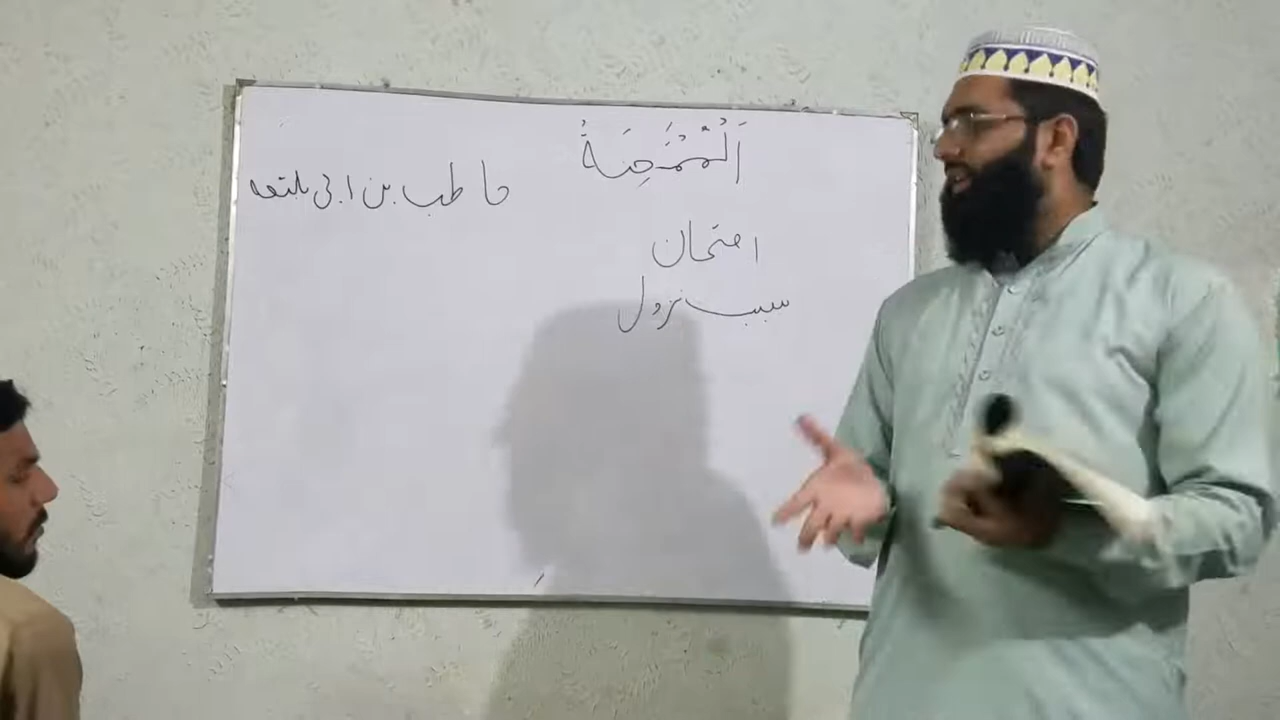 اَلْمُمْتَحِنَةُ
حاطب بن ابی بلتعہ
امتحان
سبب نزول